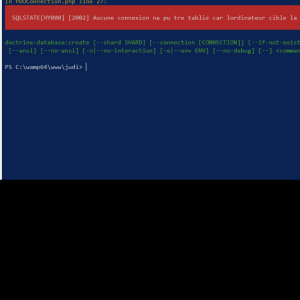 In PDOConnection.php line 27:
SQLSTATE[HY000] [2002] Aucune connexion na pu tre tablie car lordinateur cible la
doctrine:database:create [--shard SHARD] [--connection [CONNECTION]] [--if-not-exist
[--ansi] [--no-ansi] [-n|--no-interaction] [-e|--env ENV] [--no-debug] [--] <comman
PS C:\wamp64\www\judi>